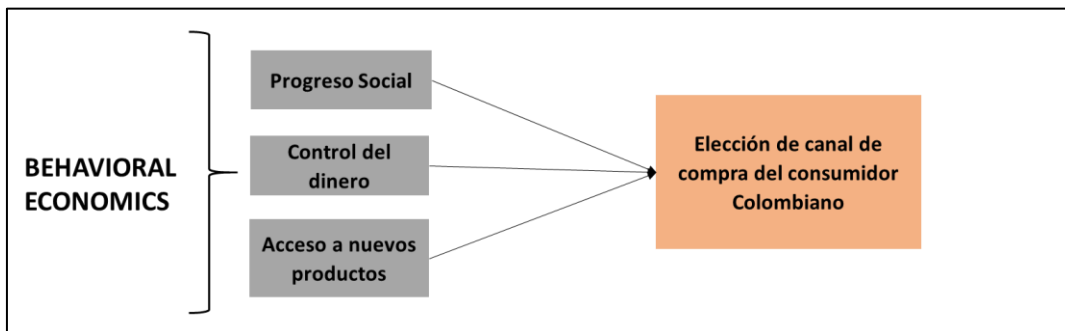 BEHAVIORAL
ECONOMICS
Progreso Social
Control del
dinero
Acceso a nuevos
productos
Elección de canal de
compra del consumidor
Colombiano